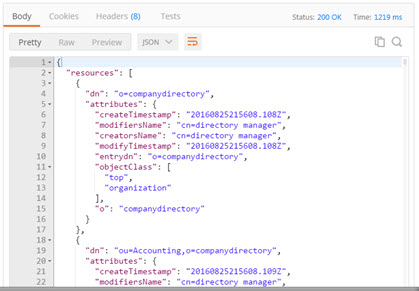 Body Cookies Headers (8) Tests Status: 200 OK Time: 1219 ms
Pretty Raw Preview JSON
1 {
2 "resources": [
3 {
4 "dn": "o=companydirectory",
5 "attributes": {
6 "createTimestamp": "20160825215608.108Z",
7 "modifiersName": "cn=directory manager",
8 "creatorsName": "cn=directory manager",
9 "modifyTimestamp": "20160825215608.108Z",
10 "entrydn": "o=companydirectory",
11 "objectClass": [
12 "top",
13 "organization"
14 ],
15 "o": "companydirectory"
16 }
17 },
18 {
19 "dn": "ou=Accounting,o=companydirectory",
20 "attributes": {
21 "createTimestamp": "20160825215608.109Z",
22 "modifiersName": "cn=directory manager",